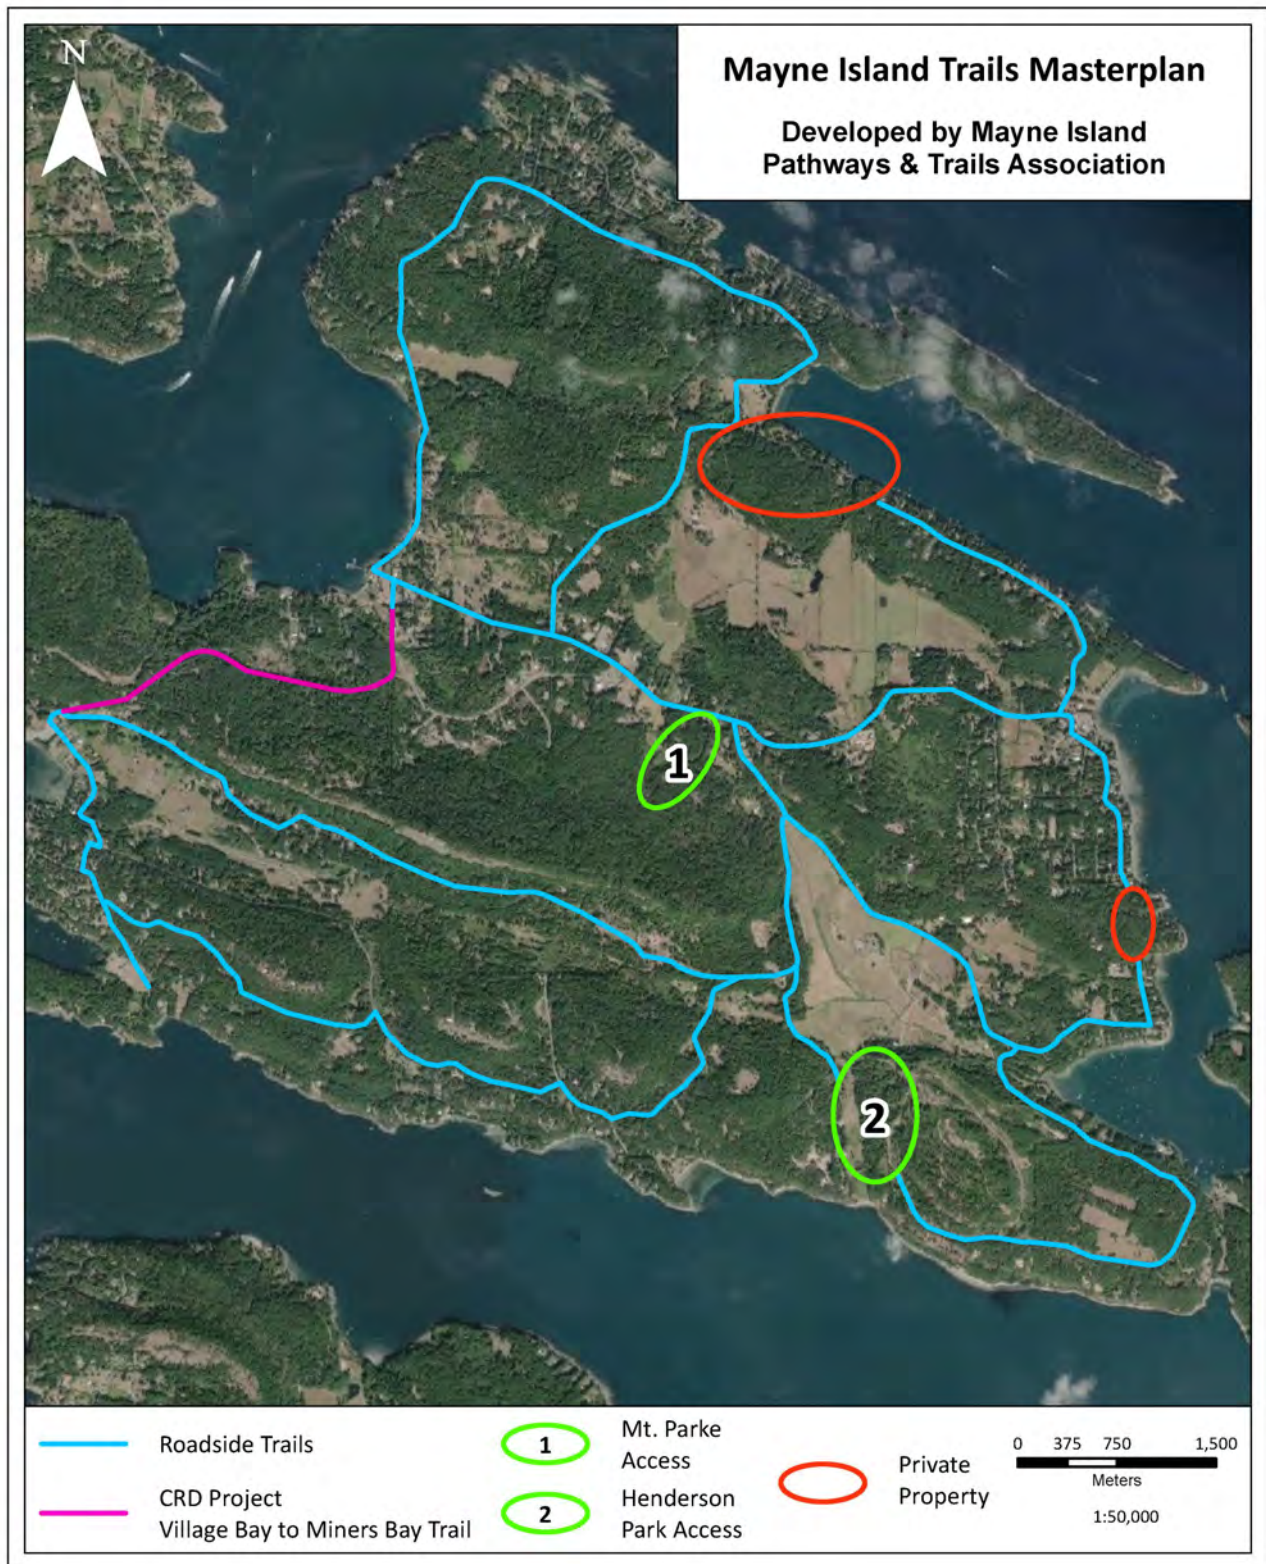 Mayne Island Trails Masterplan
Developed by Mayne Island
Pathways & Trails Association
N
1
2
Roadside Trails
CRD Project
Village Bay to Miners Bay Trail
1
Mt. Parke
Access
2
Henderson
Park Access
Private
Property
0 375 750 1,500
Meters
1:50,000